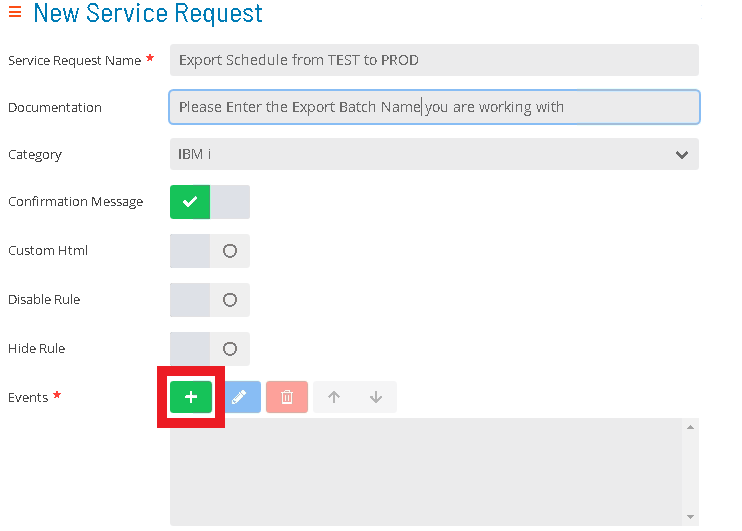 New Service Request
Service Request Name * Export Schedule from TEST to PROD
Documentation Please Enter the Export Batch Name you are working with
Category IBM i
Confirmation Message
Custom Html
Disable Rule
Hide Rule
Events *